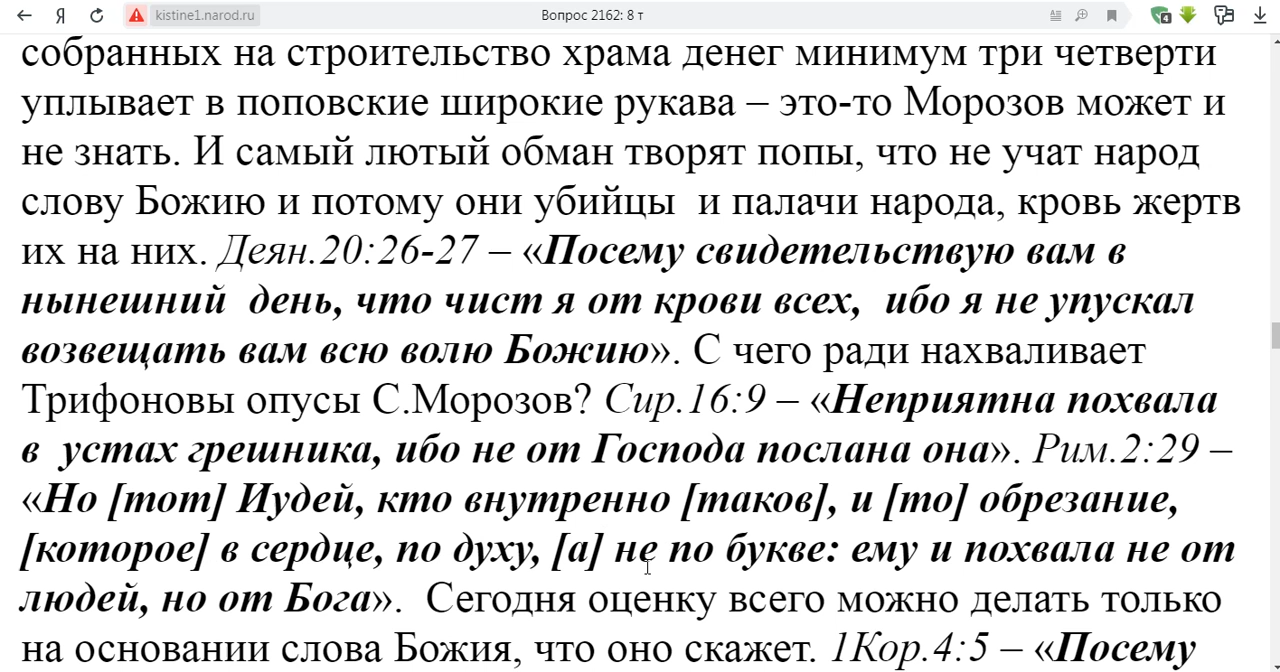 kistine1.narod.ru
Вопрос 2162: 8 т
4
собранных на строительство храма денег минимум три четверти
уплывает в поповские широкие рукава – это-то Морозов может и
не знать. И самый лютый обман творят попы, что не учат народ
слову Божию и потому они убийцы  и палачи народа, кровь жертв
их на них. Деян.20:26-27 – «Посему свидетельствую вам в
нынешний  день, что чист я от крови всех,  ибо я не упускал
возвещать вам всю волю Божию». С чего ради нахваливает
Трифоновы опусы С.Морозов? Сир.16:9 – «Неприятна похвала
в  устах грешника, ибо не от Господа послана она». Рим.2:29 –
«Но [тот] Иудей, кто внутренно [таков], и [то] обрезание,
[которое] в сердце, по духу, [а] не по букве: ему и похвала не от
людей, но от Бога».  Сегодня оценку всего можно делать только
на основании слова Божия, что оно скажет. 1Кор.4:5 – «Посему